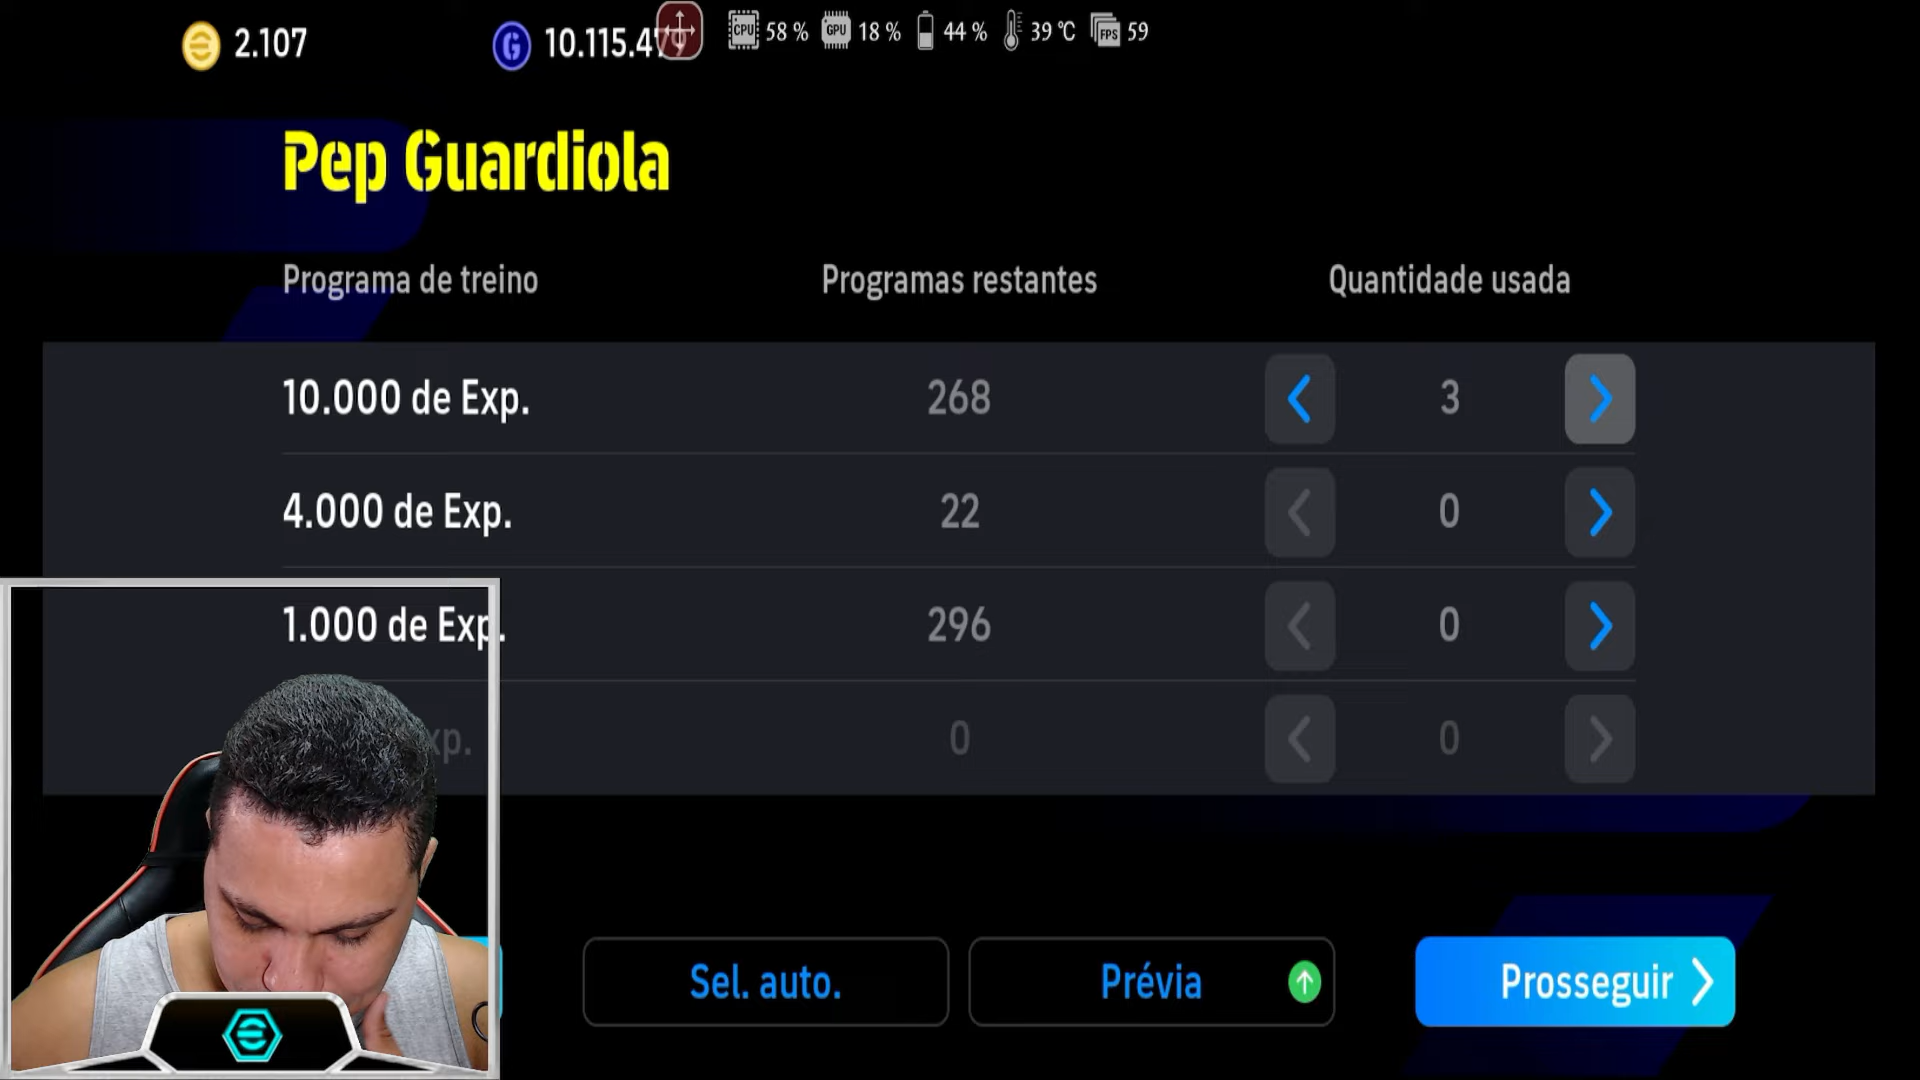 2.107
10.115.4
CPU 58 % GPU 18 % 44 % 39 °C FPS 59
Pep Guardiola
Programa de treino Programas restantes Quantidade usada
10.000 de Exp. 268 3
4.000 de Exp. 22 0
1.000 de Exp. 296 0
xp. 0 0
Sel. auto. Prévia Prosseguir